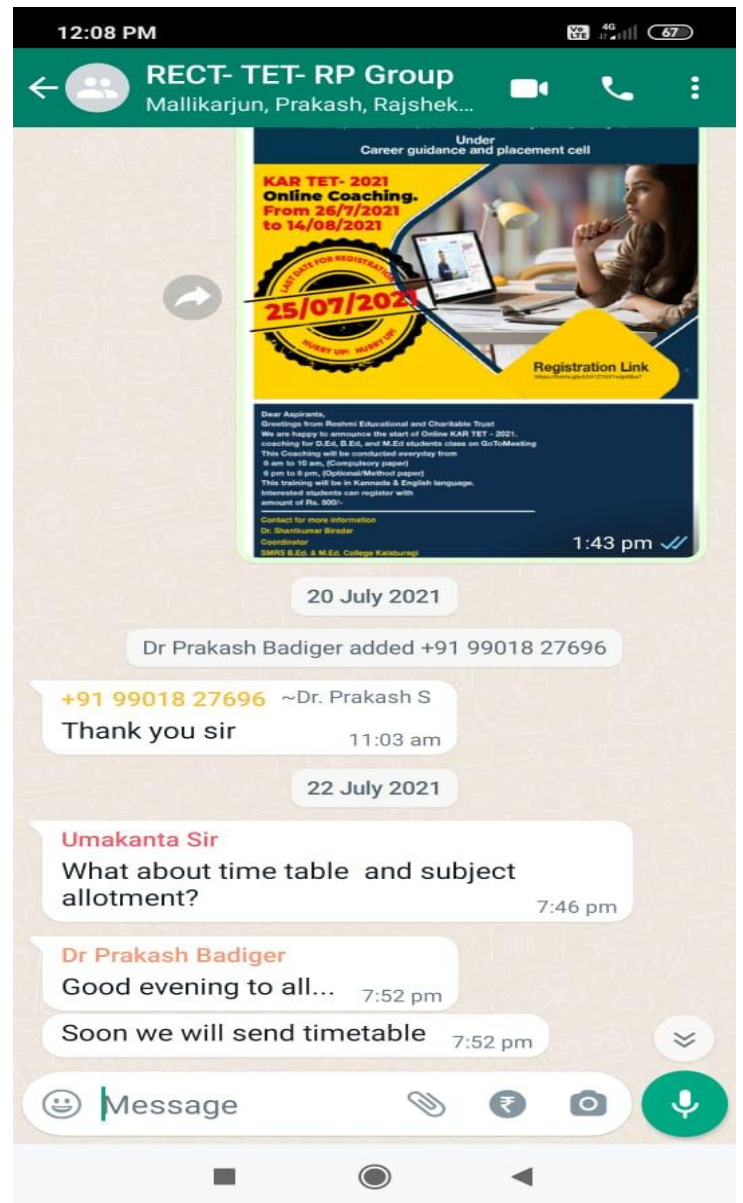 12:08 PM
Vo LTE 4G 67
RECT- TET- RP Group
Mallikarjun, Prakash, Rajshek...
Under
Career guidance and placement cell
KAR TET- 2021
Online Coaching.
From 26/7/2021
to 14/08/2021
LAST DATE FOR REGISTRATION
25/07/2021
HURRY UP! HURRY UP!
Registration Link
Dear Aspirants,
Greetings from Reshmi Educational and Charitable Trust
We are happy to announce the start of Online KAR TET - 2021.
coaching for D.Ed, B.Ed, and M.Ed students class on GoToMeeting
This Coaching will be conducted everyday from
8 am to 10 am, (Compulsory paper)
6 pm to 8 pm, (Optional/Method paper)
This training will be in Kannada & English language.
Interested students can register with
amount of Rs. 500/-
Contact for more information
Dr. Shantkumar Biradar
Coordinator
SMRS B.Ed. & M.Ed. College Kalaburagi
1:43 pm
20 July 2021
Dr Prakash Badiger added +91 99018 27696
+91 99018 27696 ~Dr. Prakash S
Thank you sir
11:03 am
22 July 2021
Umakanta Sir
What about time table and subject
allotment?
7:46 pm
Dr Prakash Badiger
Good evening to all... 7:52 pm
Soon we will send timetable 7:52 pm
Message